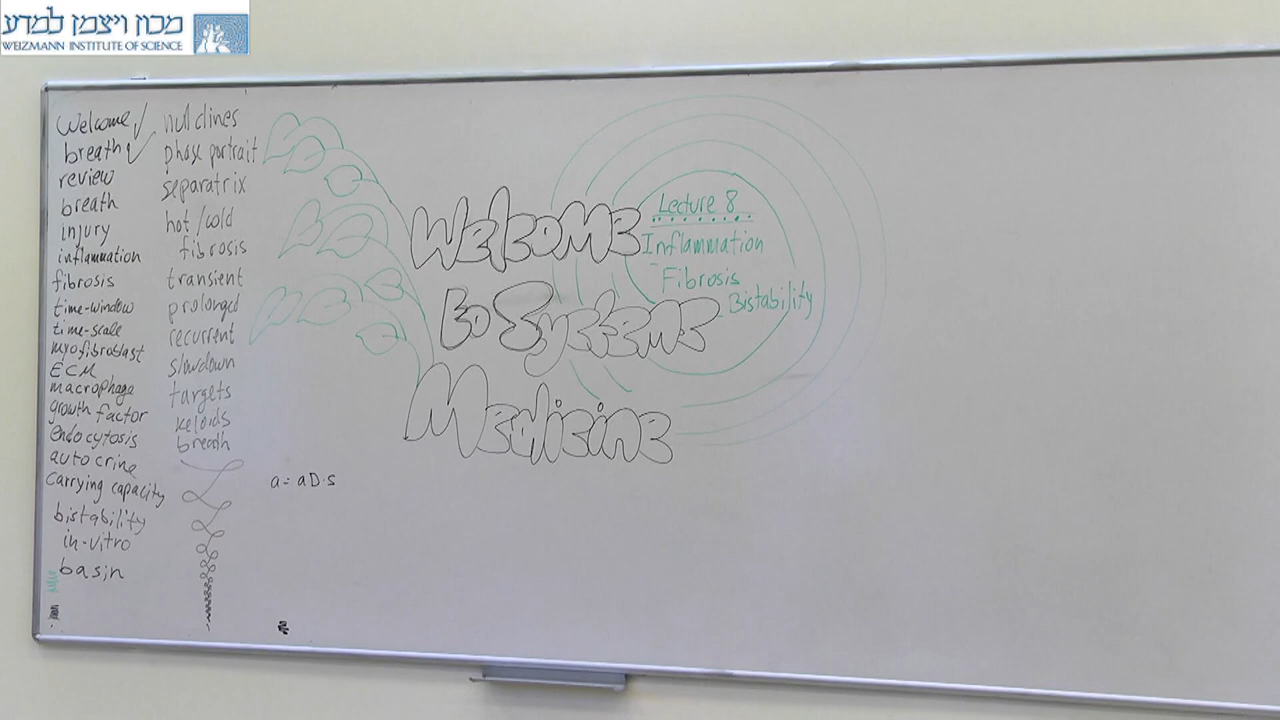 מכון ויצמן למדע
WEIZMANN INSTITUTE OF SCIENCE
Welcome ✓
breath ✓
review
breath
injury
inflammation
fibrosis
time-window
time-scale
myofibroblast
ECM
macrophage
growth factor
endocytosis
autocrine
carrying capacity
bistability
in-vitro
basin
nullclines
phase portrait
separatrix
hot/cold
fibrosis
transient
prolonged
recurrent
slowdown
targets
keloids
breath
a = aD·s
Welcome
to Systems
Medicine
Lecture 8
Inflammation
Fibrosis
Bistability